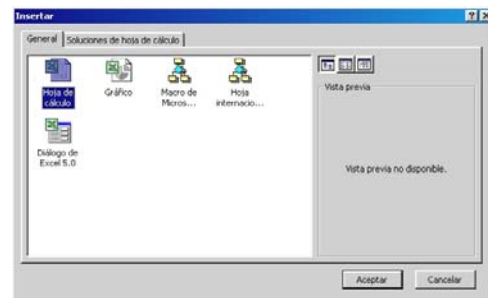 Insertar
General
Soluciones de hoja de cálculo
Hoja de
cálculo
Gráfico
Macro de
Micros...
Hoja
internacio...
Diálogo de
Excel 5.0
Vista previa
Vista previa no disponible.
Aceptar
Cancelar